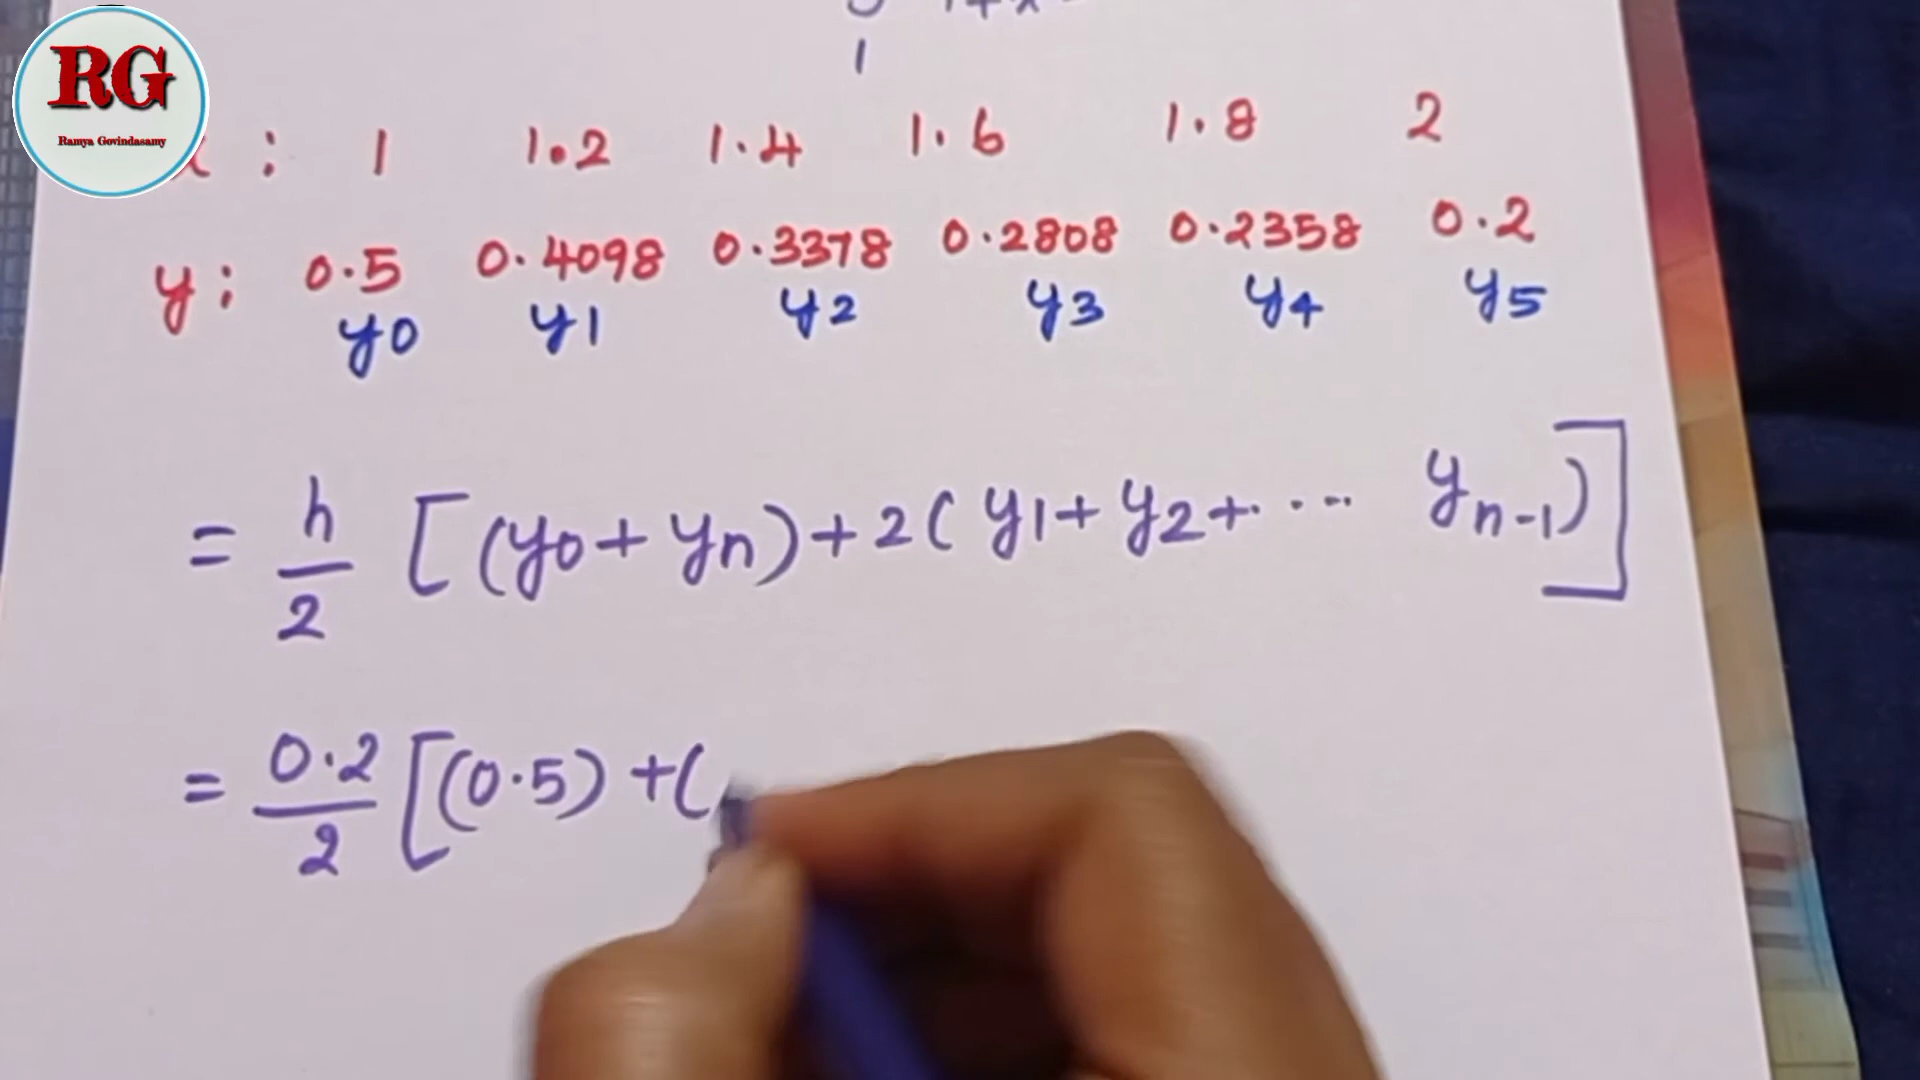 RG
Ramya Govindasamy
1
x : 1 1.2 1.4 1.6 1.8 2
y : 0.5 0.4098 0.3378 0.2808 0.2358 0.2
y0 y1 y2 y3 y4 y5
= h/2 [(y0 + yn) + 2( y1 + y2 + ..... yn-1)]
= 0.2/2 [(0.5) + (